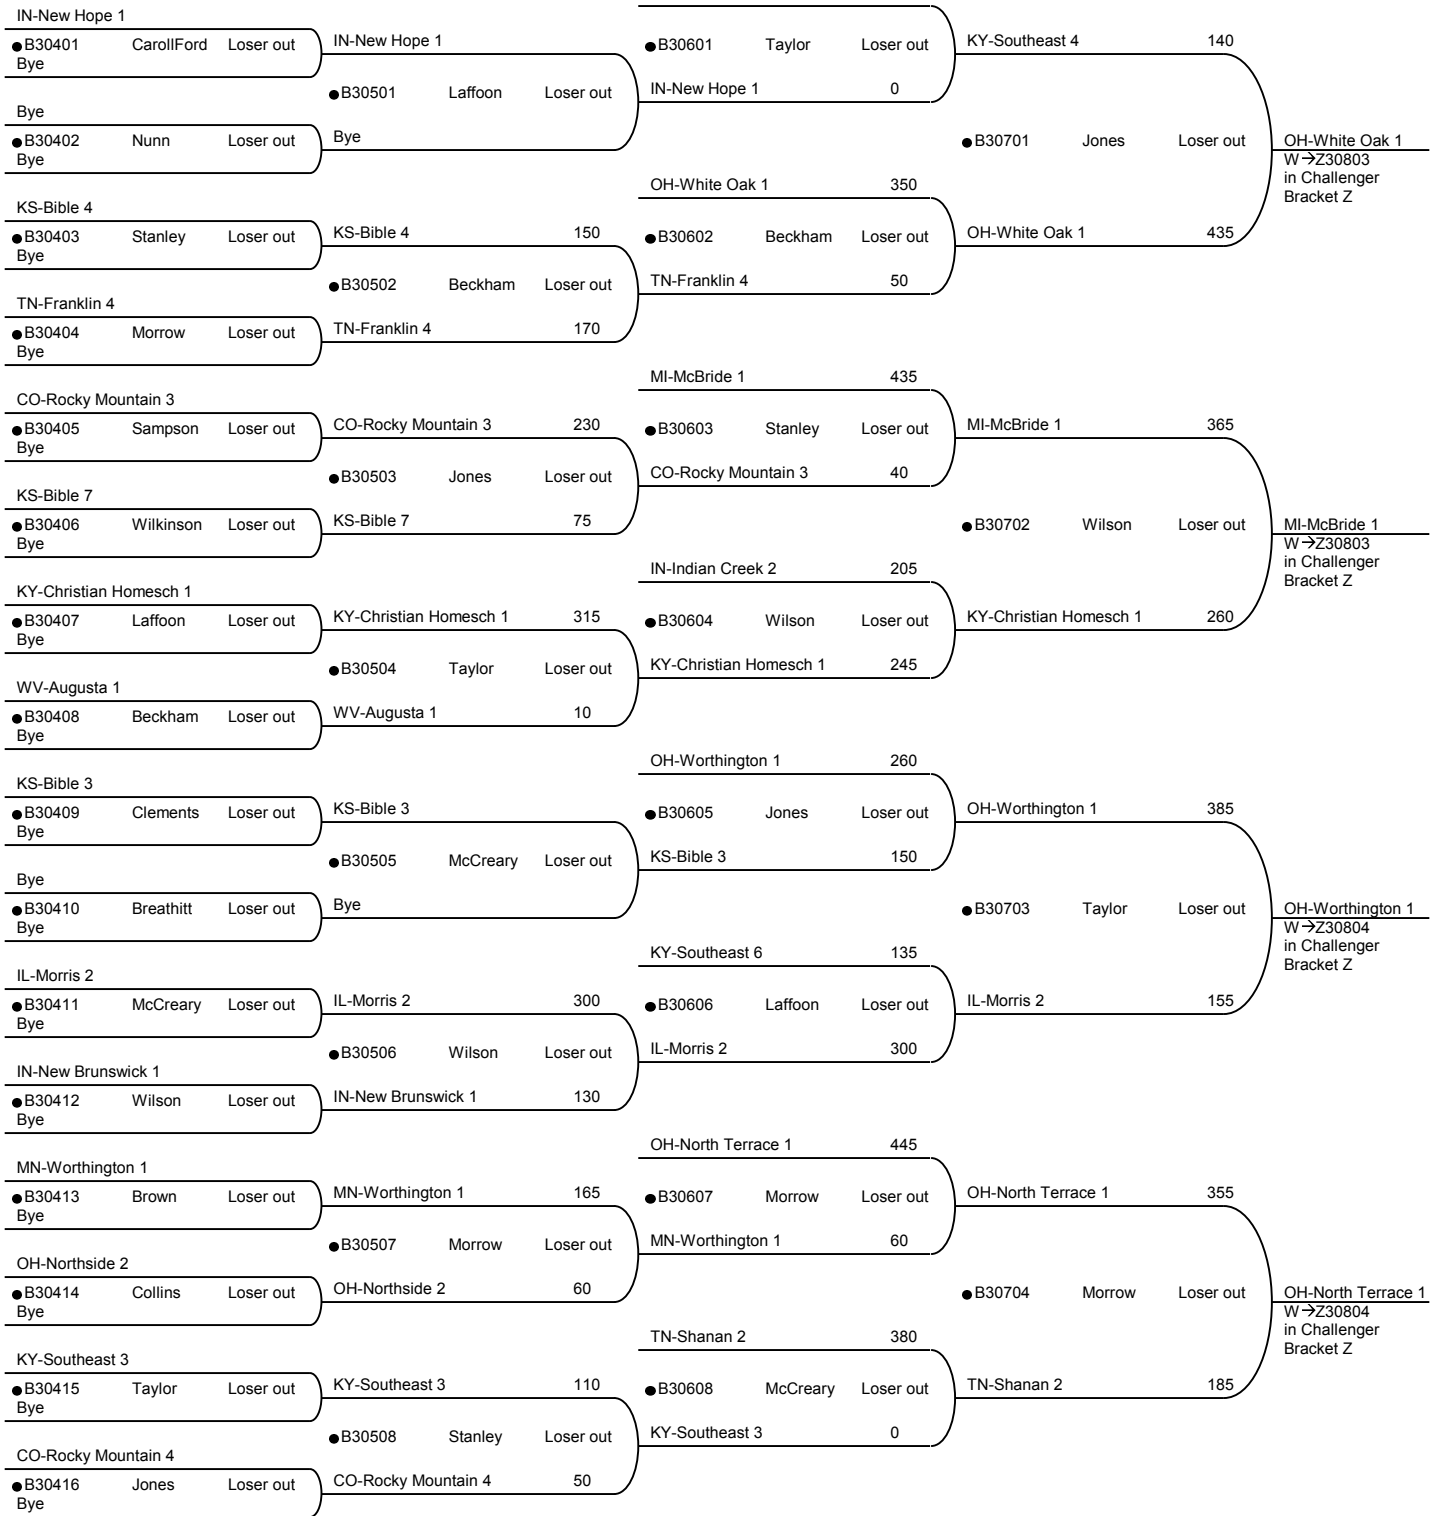 IN-New Hope 1
●B30401 CarollFord Loser out
Bye
Bye
●B30402 Nunn Loser out
Bye
KS-Bible 4
●B30403 Stanley Loser out
Bye
TN-Franklin 4
●B30404 Morrow Loser out
Bye
CO-Rocky Mountain 3
●B30405 Sampson Loser out
Bye
KS-Bible 7
●B30406 Wilkinson Loser out
Bye
KY-Christian Homesch 1
●B30407 Laffoon Loser out
Bye
WV-Augusta 1
●B30408 Beckham Loser out
Bye
KS-Bible 3
●B30409 Clements Loser out
Bye
Bye
●B30410 Breathitt Loser out
Bye
IL-Morris 2
●B30411 McCreary Loser out
Bye
IN-New Brunswick 1
●B30412 Wilson Loser out
Bye
MN-Worthington 1
●B30413 Brown Loser out
Bye
OH-Northside 2
●B30414 Collins Loser out
Bye
KY-Southeast 3
●B30415 Taylor Loser out
Bye
CO-Rocky Mountain 4
●B30416 Jones Loser out
Bye
IN-New Hope 1
●B30501 Laffoon Loser out
Bye
KS-Bible 4 150
●B30502 Beckham Loser out
TN-Franklin 4 170
CO-Rocky Mountain 3 230
●B30503 Jones Loser out
KS-Bible 7 75
KY-Christian Homesch 1 315
●B30504 Taylor Loser out
WV-Augusta 1 10
KS-Bible 3
●B30505 McCreary Loser out
Bye
IL-Morris 2 300
●B30506 Wilson Loser out
IN-New Brunswick 1 130
MN-Worthington 1 165
●B30507 Morrow Loser out
OH-Northside 2 60
KY-Southeast 3 110
●B30508 Stanley Loser out
CO-Rocky Mountain 4 50
●B30601 Taylor Loser out
IN-New Hope 1 0
OH-White Oak 1 350
●B30602 Beckham Loser out
TN-Franklin 4 50
MI-McBride 1 435
●B30603 Stanley Loser out
CO-Rocky Mountain 3 40
IN-Indian Creek 2 205
●B30604 Wilson Loser out
KY-Christian Homesch 1 245
OH-Worthington 1 260
●B30605 Jones Loser out
KS-Bible 3 150
KY-Southeast 6 135
●B30606 Laffoon Loser out
IL-Morris 2 300
OH-North Terrace 1 445
●B30607 Morrow Loser out
MN-Worthington 1 60
TN-Shanan 2 380
●B30608 McCreary Loser out
KY-Southeast 3 0
KY-Southeast 4 140
●B30701 Jones Loser out
OH-White Oak 1 435
MI-McBride 1 365
●B30702 Wilson Loser out
KY-Christian Homesch 1 260
OH-Worthington 1 385
●B30703 Taylor Loser out
IL-Morris 2 155
OH-North Terrace 1 355
●B30704 Morrow Loser out
TN-Shanan 2 185
OH-White Oak 1
W→Z30803
in Challenger
Bracket Z
MI-McBride 1
W→Z30803
in Challenger
Bracket Z
OH-Worthington 1
W→Z30804
in Challenger
Bracket Z
OH-North Terrace 1
W→Z30804
in Challenger
Bracket Z